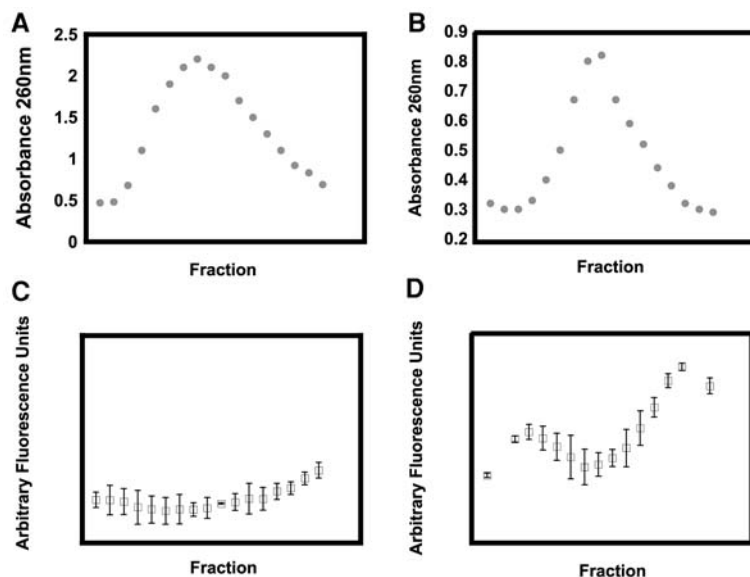 A
Absorbance 260nm
2.5
2
1.5
1
0.5
0
Fraction
B
Absorbance 260nm
0.9
0.8
0.7
0.6
0.5
0.4
0.3
0.2
Fraction
C
Arbitrary Fluorescence Units
Fraction
D
Arbitrary Fluorescence Units
Fraction